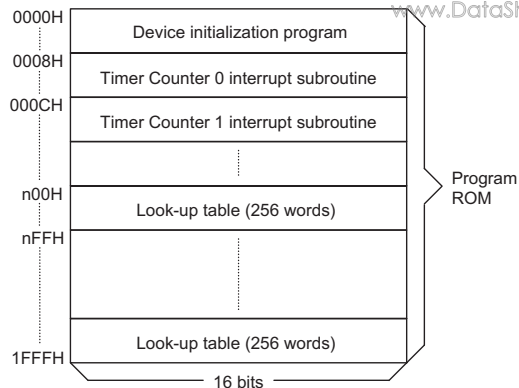 www.DataSh
0000H
Device initialization program
0008H
Timer Counter 0 interrupt subroutine
000CH
Timer Counter 1 interrupt subroutine
n00H
Look-up table (256 words)
nFFH
Program
ROM
Look-up table (256 words)
1FFFH
16 bits